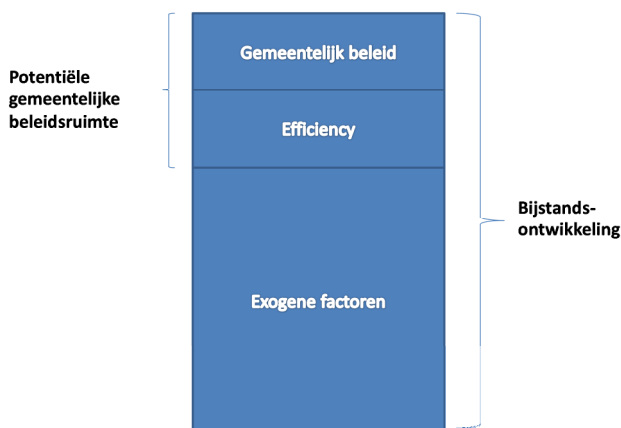 Gemeentelijk beleid
Potentiële
gemeentelijke
beleidsruimte
Efficiency
Bijstands-
ontwikkeling
Exogene factoren